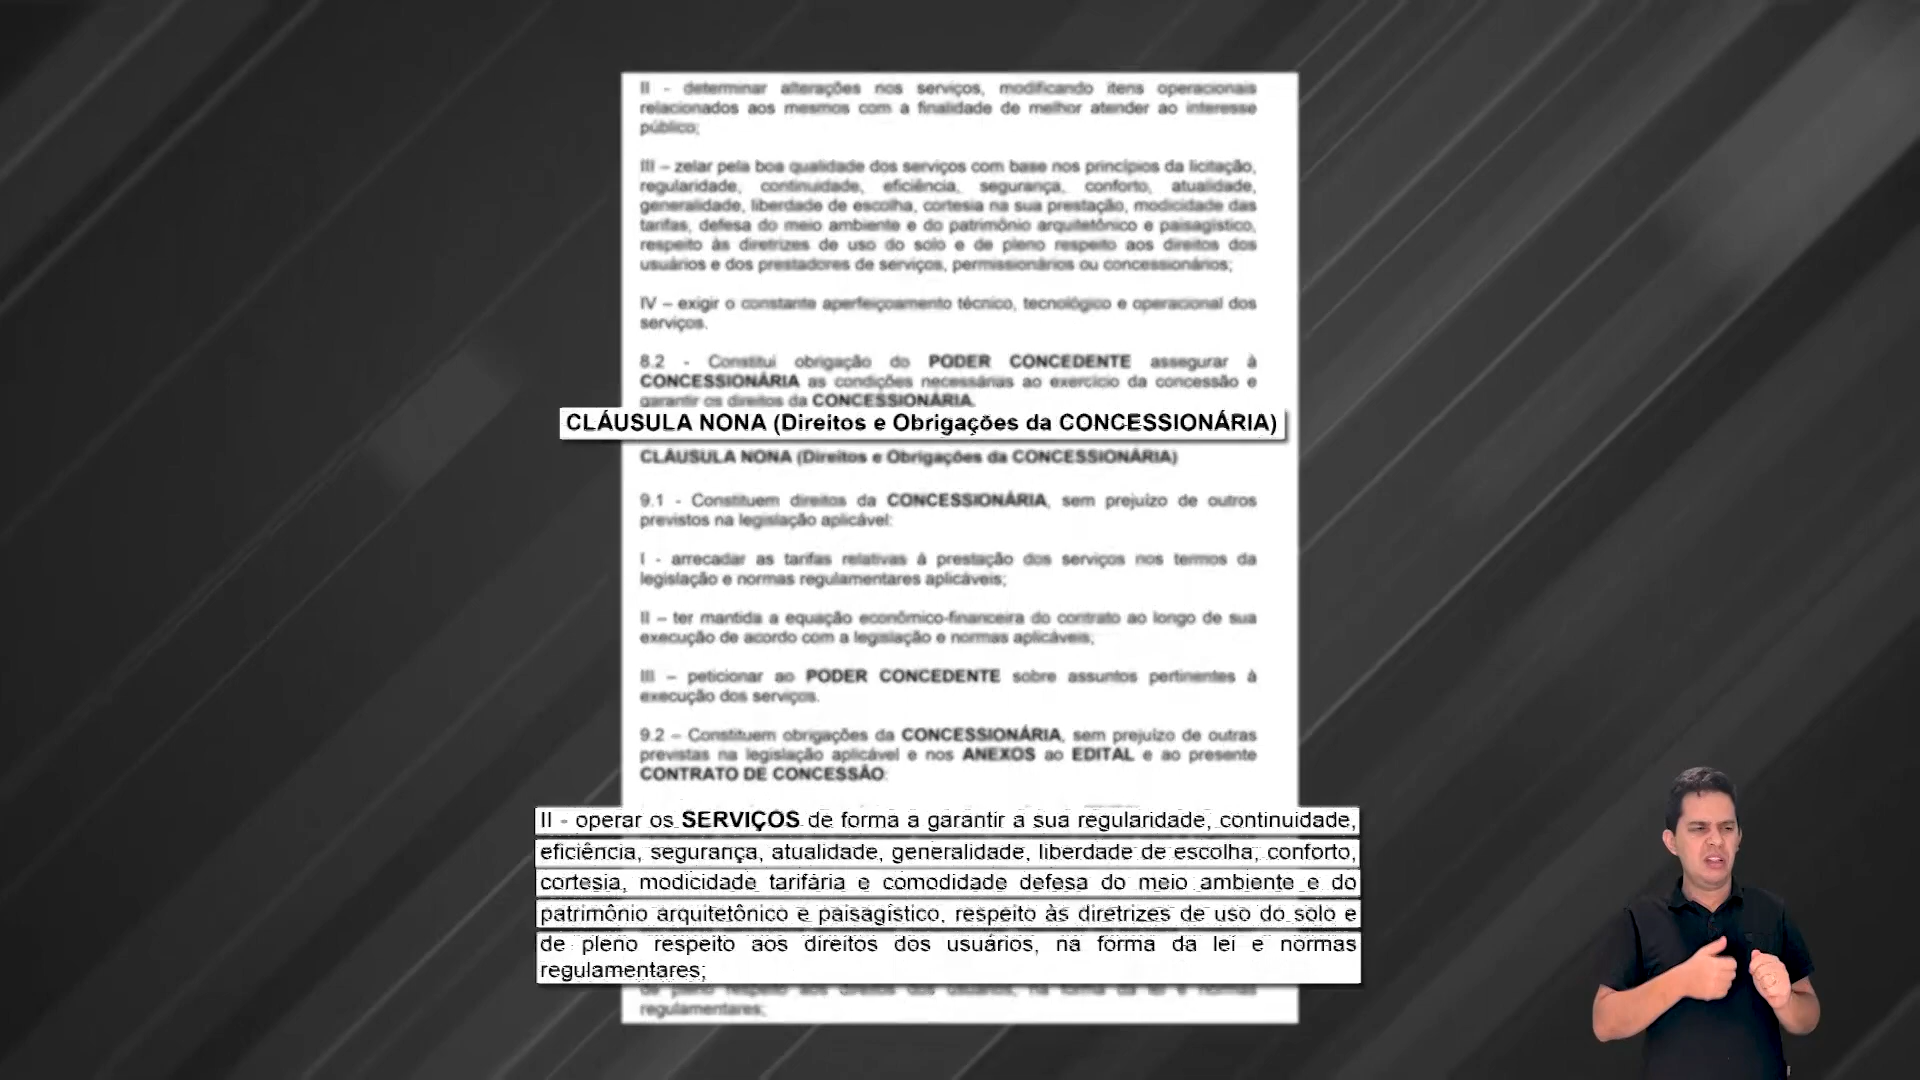 II - determinar alterações nos serviços, modificando itens operacionais
relacionados aos mesmos com a finalidade de melhor atender ao interesse
público;
III – zelar pela boa qualidade dos serviços com base nos princípios da licitação,
regularidade, continuidade, eficiência, segurança, conforto, atualidade,
generalidade, liberdade de escolha, cortesia na sua prestação, modicidade das
tarifas, defesa do meio ambiente e do patrimônio arquitetônico e paisagístico,
respeito às diretrizes de uso do solo e de pleno respeito aos direitos dos
usuários e dos prestadores de serviços, permissionários ou concessionários;
IV – exigir o constante aperfeiçoamento técnico, tecnológico e operacional dos
serviços.
8.2 - Constitui obrigação do PODER CONCEDENTE assegurar à
CONCESSIONÁRIA as condições necessárias ao exercício da concessão e
garantir os direitos da CONCESSIONÁRIA.
CLÁUSULA NONA (Direitos e Obrigações da CONCESSIONÁRIA)
CLÁUSULA NONA (Direitos e Obrigações da CONCESSIONÁRIA)
9.1 - Constituem direitos da CONCESSIONÁRIA, sem prejuízo de outros
previstos na legislação aplicável:
I - arrecadar as tarifas relativas à prestação dos serviços nos termos da
legislação e normas regulamentares aplicáveis;
II – ter mantida a equação econômico-financeira do contrato ao longo de sua
execução de acordo com a legislação e normas aplicáveis;
III – peticionar ao PODER CONCEDENTE sobre assuntos pertinentes à
execução dos serviços.
9.2 – Constituem obrigações da CONCESSIONÁRIA, sem prejuízo de outras
previstas na legislação aplicável e nos ANEXOS ao EDITAL e ao presente
CONTRATO DE CONCESSÃO:
II - operar os SERVIÇOS de forma a garantir a sua regularidade, continuidade,
eficiência, segurança, atualidade, generalidade, liberdade de escolha, conforto,
cortesia, modicidade tarifária e comodidade defesa do meio ambiente e do
patrimônio arquitetônico e paisagístico, respeito às diretrizes de uso do solo e
de pleno respeito aos direitos dos usuários, na forma da lei e normas
regulamentares;
de pleno respeito aos direitos dos usuários, na forma da lei e normas
regulamentares;